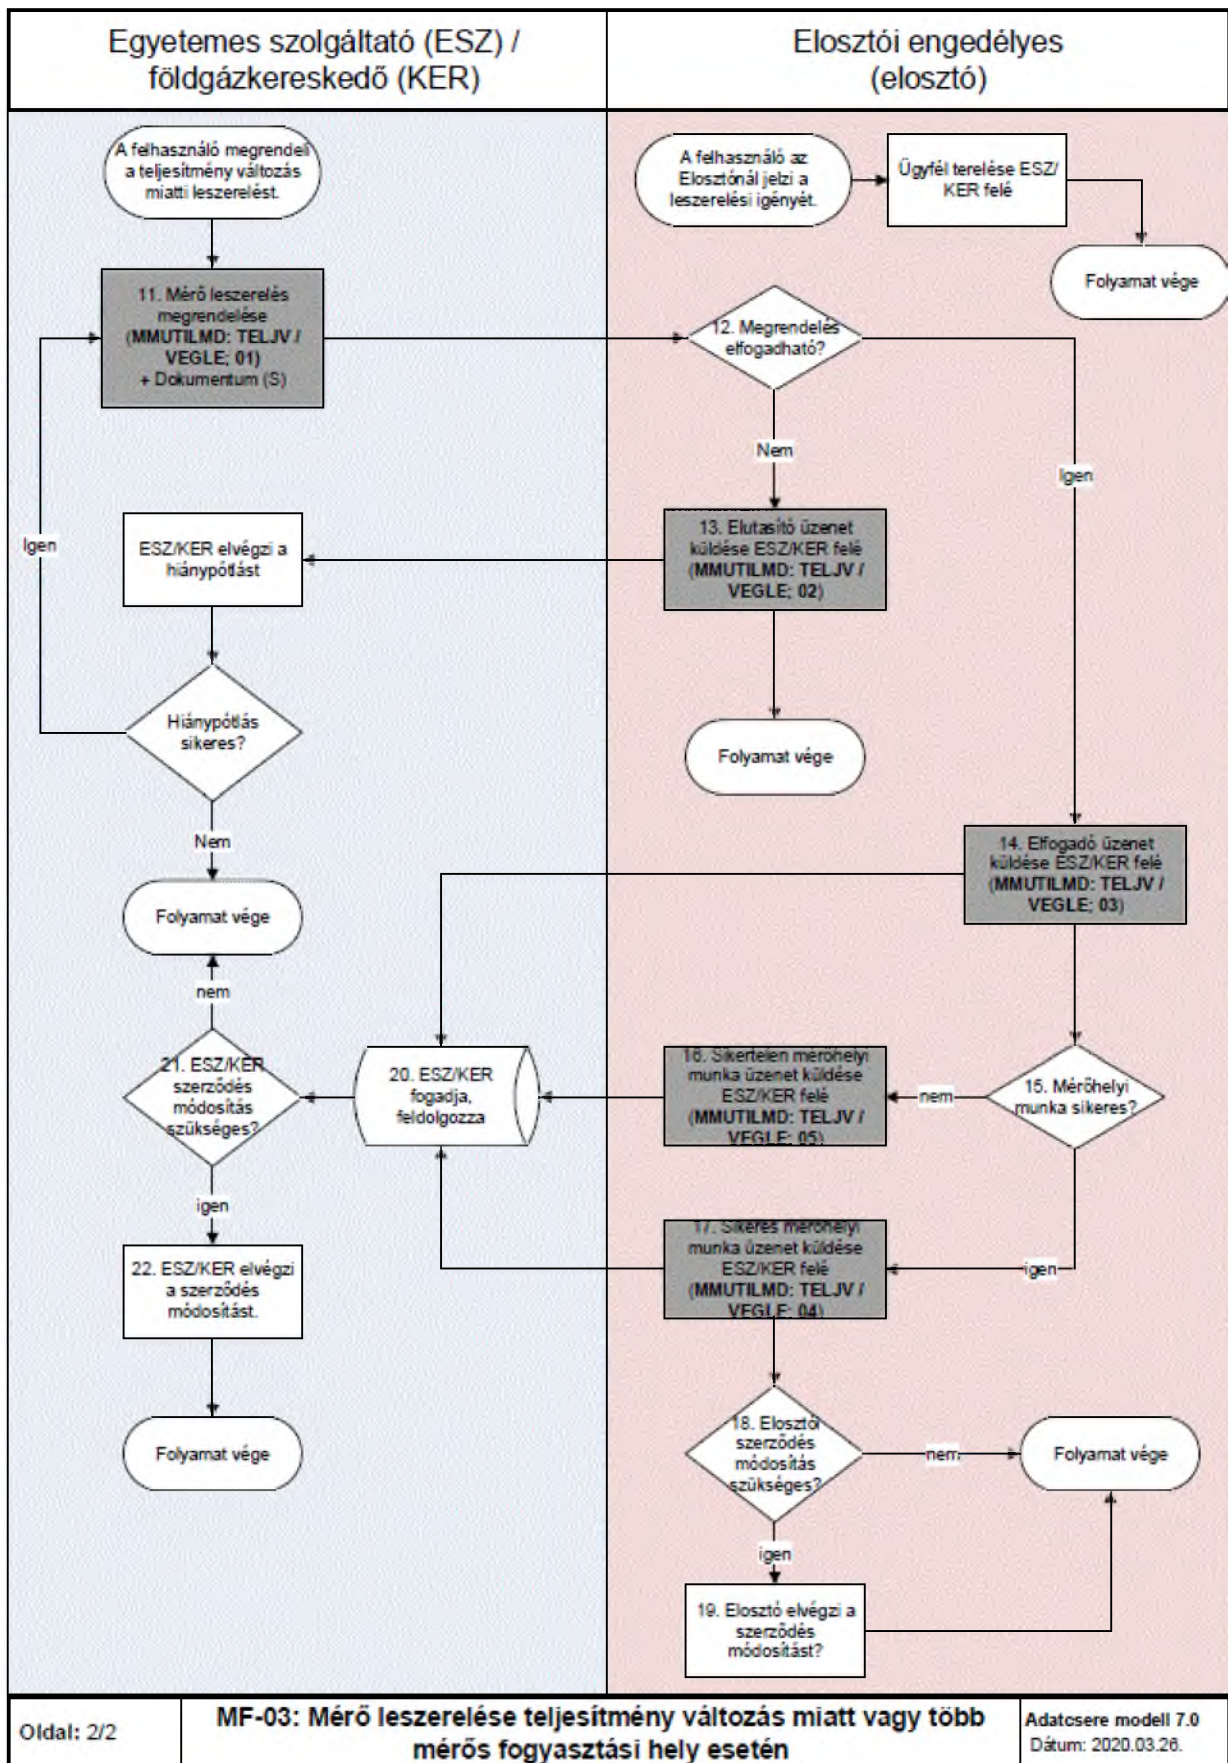 Egyetemes szolgáltató (ESZ) /
földgázkereskedő (KER)
Elosztói engedélyes
(elosztó)
A felhasználó megrendeli
a teljesítmény változás
miatti leszerelést.
A felhasználó az
Elosztónál jelzi a
leszerelési igényét.
Ügyfél terelése ESZ/
KER felé
Folyamat vége
11. Mérő leszerelés
megrendelése
(MMUTILMD: TELJV /
VEGLE; 01)
+ Dokumentum (S)
12. Megrendelés
elfogadható?
Nem
Igen
Igen
ESZ/KER elvégzi a
hiánypótlást
13. Elutasító üzenet
küldése ESZ/KER felé
(MMUTILMD: TELJV /
VEGLE; 02)
Hiánypótlás
sikeres?
Folyamat vége
Nem
14. Elfogadó üzenet
küldése ESZ/KER felé
(MMUTILMD: TELJV /
VEGLE; 03)
Folyamat vége
nem
21. ESZ/KER
szerződés
módosítás
szükséges?
20. ESZ/KER
fogadja,
feldolgozza
16. Sikertelen mérőhelyi
munka üzenet küldése
ESZ/KER felé
(MMUTILMD: TELJV /
VEGLE; 05)
nem
15. Mérőhelyi
munka sikeres?
igen
22. ESZ/KER elvégzi
a szerződés
módosítást.
17. Sikeres mérőhelyi
munka üzenet küldése
ESZ/KER felé
(MMUTILMD: TELJV /
VEGLE; 04)
igen
Folyamat vége
18. Elosztói
szerződés
módosítás
szükséges?
nem
Folyamat vége
igen
19. Elosztó elvégzi a
szerződés
módosítást?
Oldal: 2/2
MF-03: Mérő leszerelése teljesítmény változás miatt vagy több
mérős fogyasztási hely esetén
Adatcsere modell 7.0
Dátum: 2020.03.26.